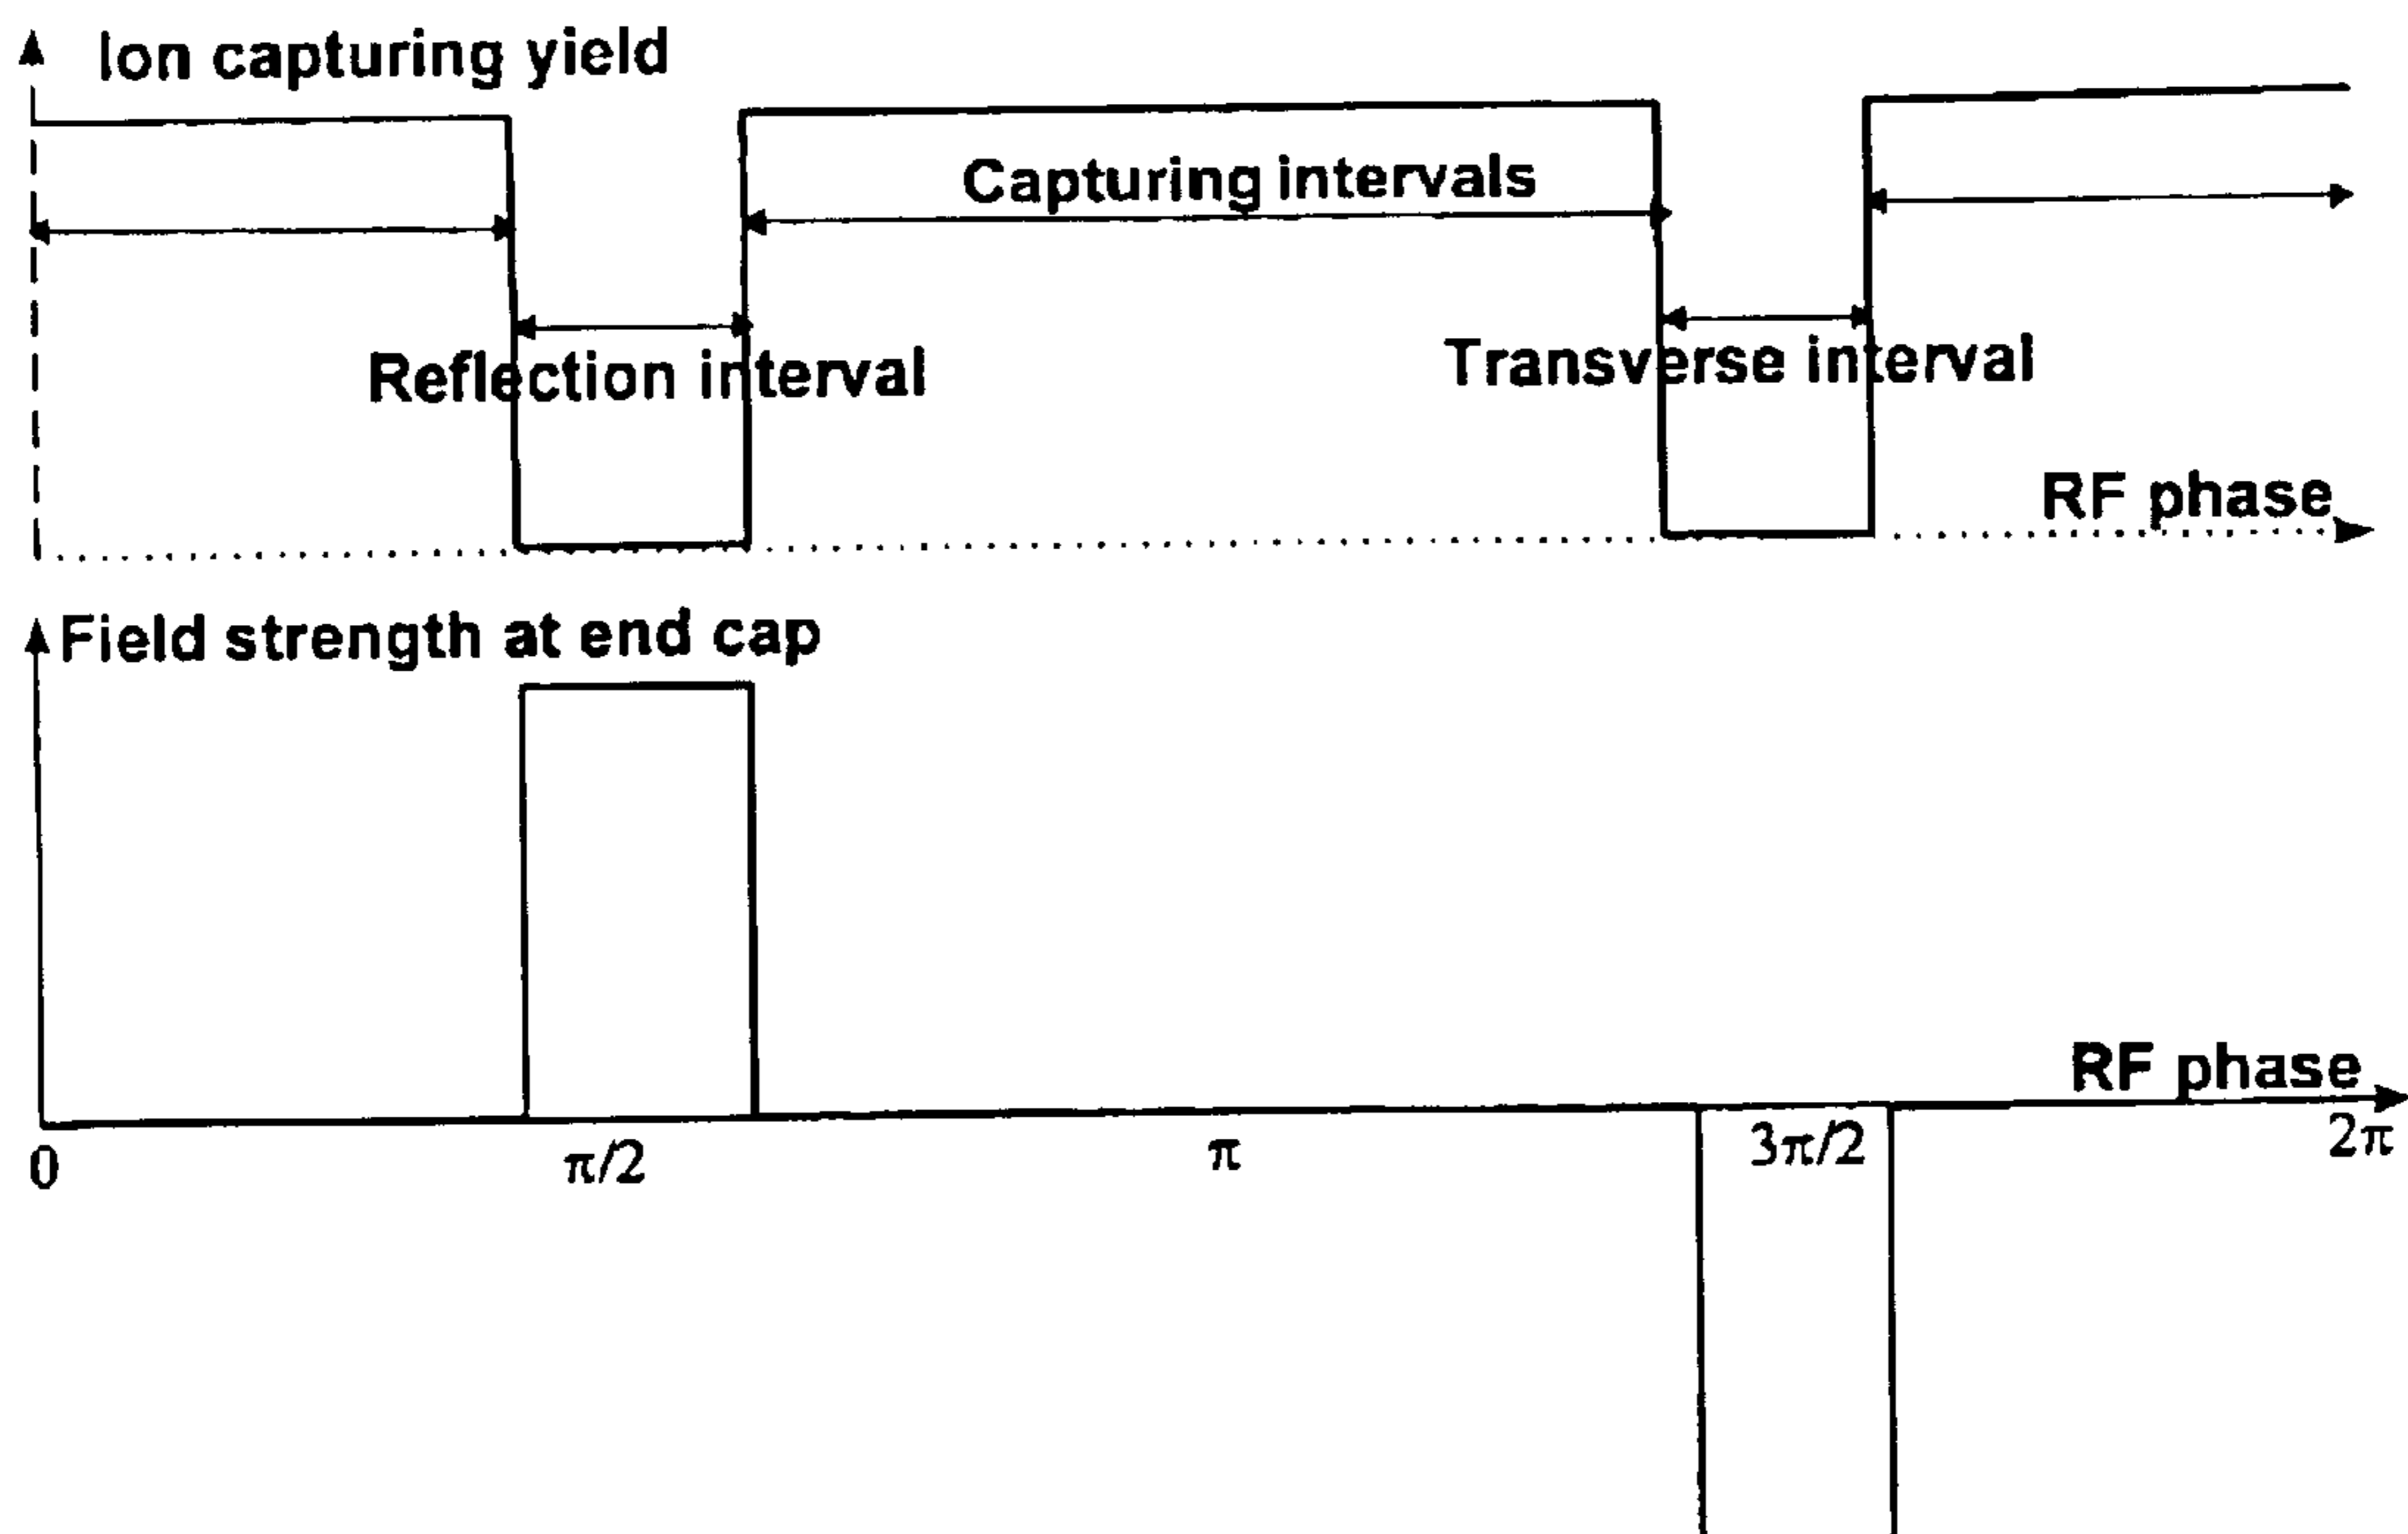 Ion capturing yield
Capturing intervals
Reflection interval
Transverse interval
RF phase
Field strength at end cap
RF phase
0
π/2
π
3π/2
2π